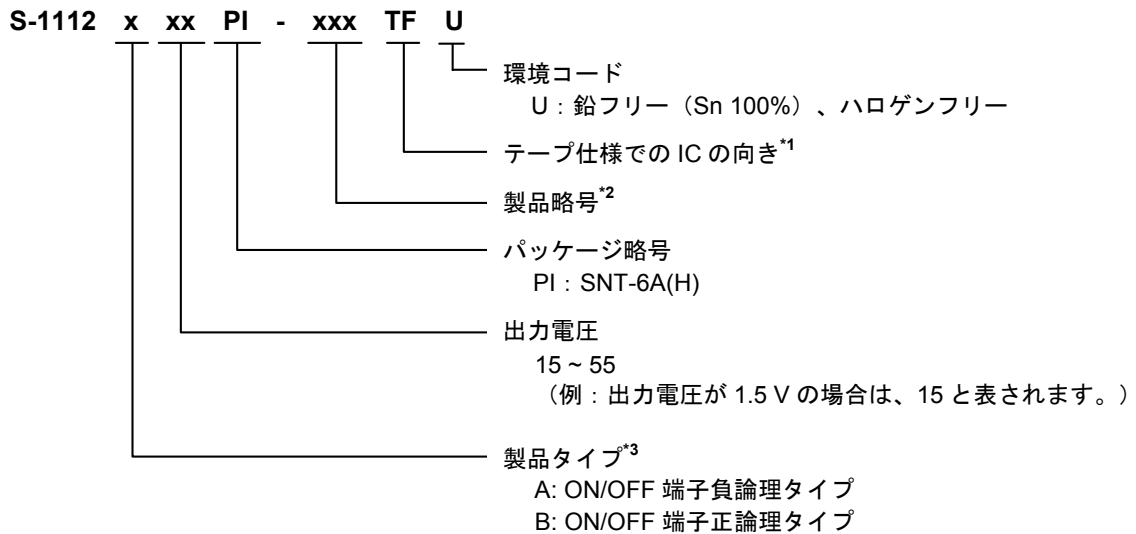 S-1112 x xx PI - xxx TF U
環境コード
U：鉛フリー（Sn 100%）、ハロゲンフリー
テープ仕様での IC の向き*1
製品略号*2
パッケージ略号
PI：SNT-6A(H)
出力電圧
15 ~ 55
（例：出力電圧が 1.5 V の場合は、15 と表されます。）
製品タイプ*3
A: ON/OFF 端子負論理タイプ
B: ON/OFF 端子正論理タイプ